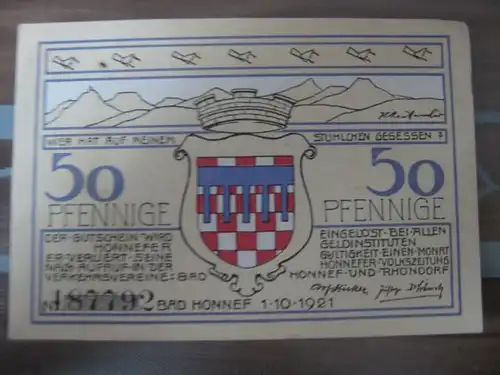 WER HAT AUF MEINEM STÜHLCHEN GEGESSEN ?
50 PFENNIGE
50 PFENNIGE
DER GUTSCHEIN WIRD
HONNEFER
ER VERLIERT SEINE
NACH AUFRUF IN DER
VERKEHRSVEREINE: BAD
EINGELÖST BEI ALLEN
GELDINSTITUTEN
GÜLTIGKEIT EINEN MONAT
HONNEFER VOLKSZEITUNG
HONNEF UND RHÖNDORF
187792
BAD HONNEF 1·10·1921